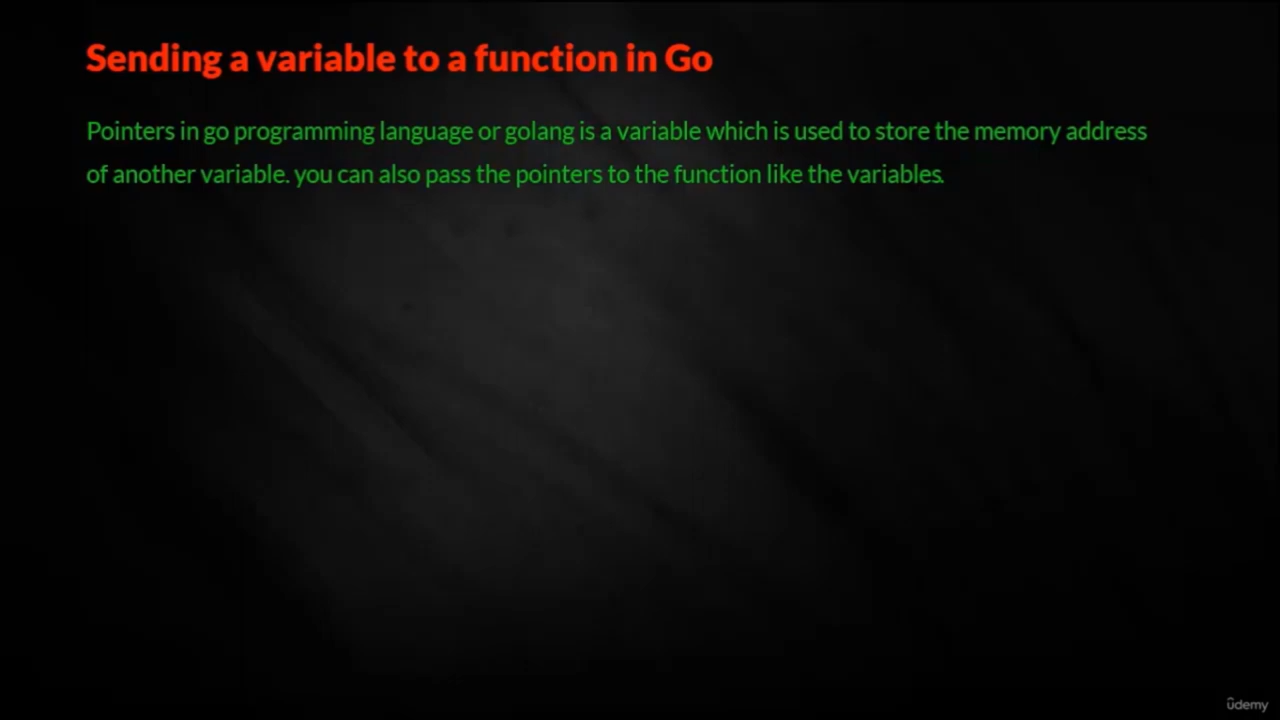 Sending a variable to a function in Go
Pointers in go programming language or golang is a variable which is used to store the memory address
of another variable. you can also pass the pointers to the function like the variables.
ûdemy